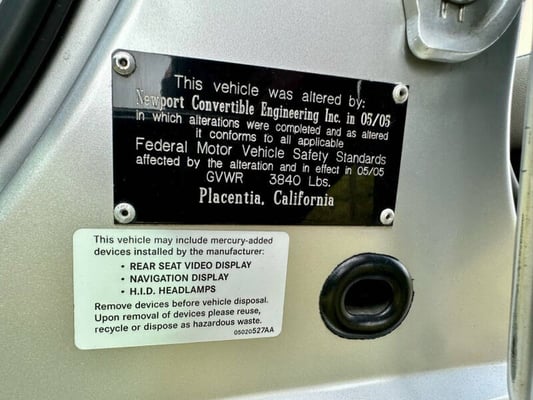 This vehicle was altered by:
Newport Convertible Engineering Inc. in 05/05
in which alterations were completed and as altered
it conforms to all applicable
Federal Motor Vehicle Safety Standards
affected by the alteration and in effect in 05/05
GVWR 3840 Lbs.
Placentia, California
This vehicle may include mercury-added
devices installed by the manufacturer:
• REAR SEAT VIDEO DISPLAY
• NAVIGATION DISPLAY
• H.I.D. HEADLAMPS
Remove devices before vehicle disposal.
Upon removal of devices please reuse,
recycle or dispose as hazardous waste.
05020527AA